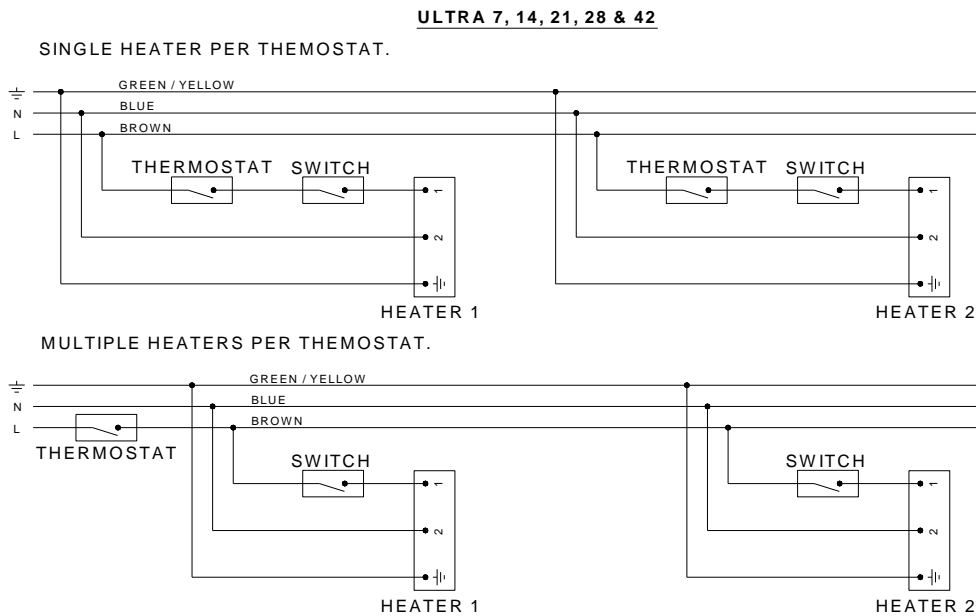 ULTRA 7, 14, 21, 28 & 42
SINGLE HEATER PER THEMOSTAT.
GREEN / YELLOW
N BLUE
L BROWN
THERMOSTAT SWITCH THERMOSTAT SWITCH
1 1
2 2
HEATER 1 HEATER 2
MULTIPLE HEATERS PER THEMOSTAT.
GREEN / YELLOW
N BLUE
L BROWN
THERMOSTAT SWITCH SWITCH
1 1
2 2
HEATER 1 HEATER 2